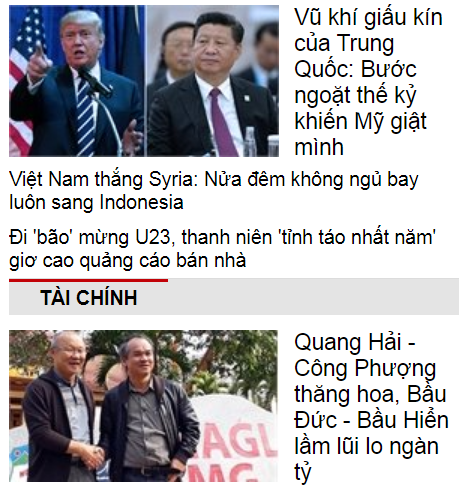 Vũ khí giấu kín
của Trung
Quốc: Bước
ngoặt thế kỷ
khiến Mỹ giật
mình
Việt Nam thắng Syria: Nửa đêm không ngủ bay
luôn sang Indonesia
Đi 'bão' mừng U23, thanh niên 'tỉnh táo nhất năm'
giơ cao quảng cáo bán nhà
TÀI CHÍNH
Quang Hải -
Công Phượng
thăng hoa, Bầu
Đức - Bầu Hiển
lầm lũi lo ngàn
tỷ
AGL
MG